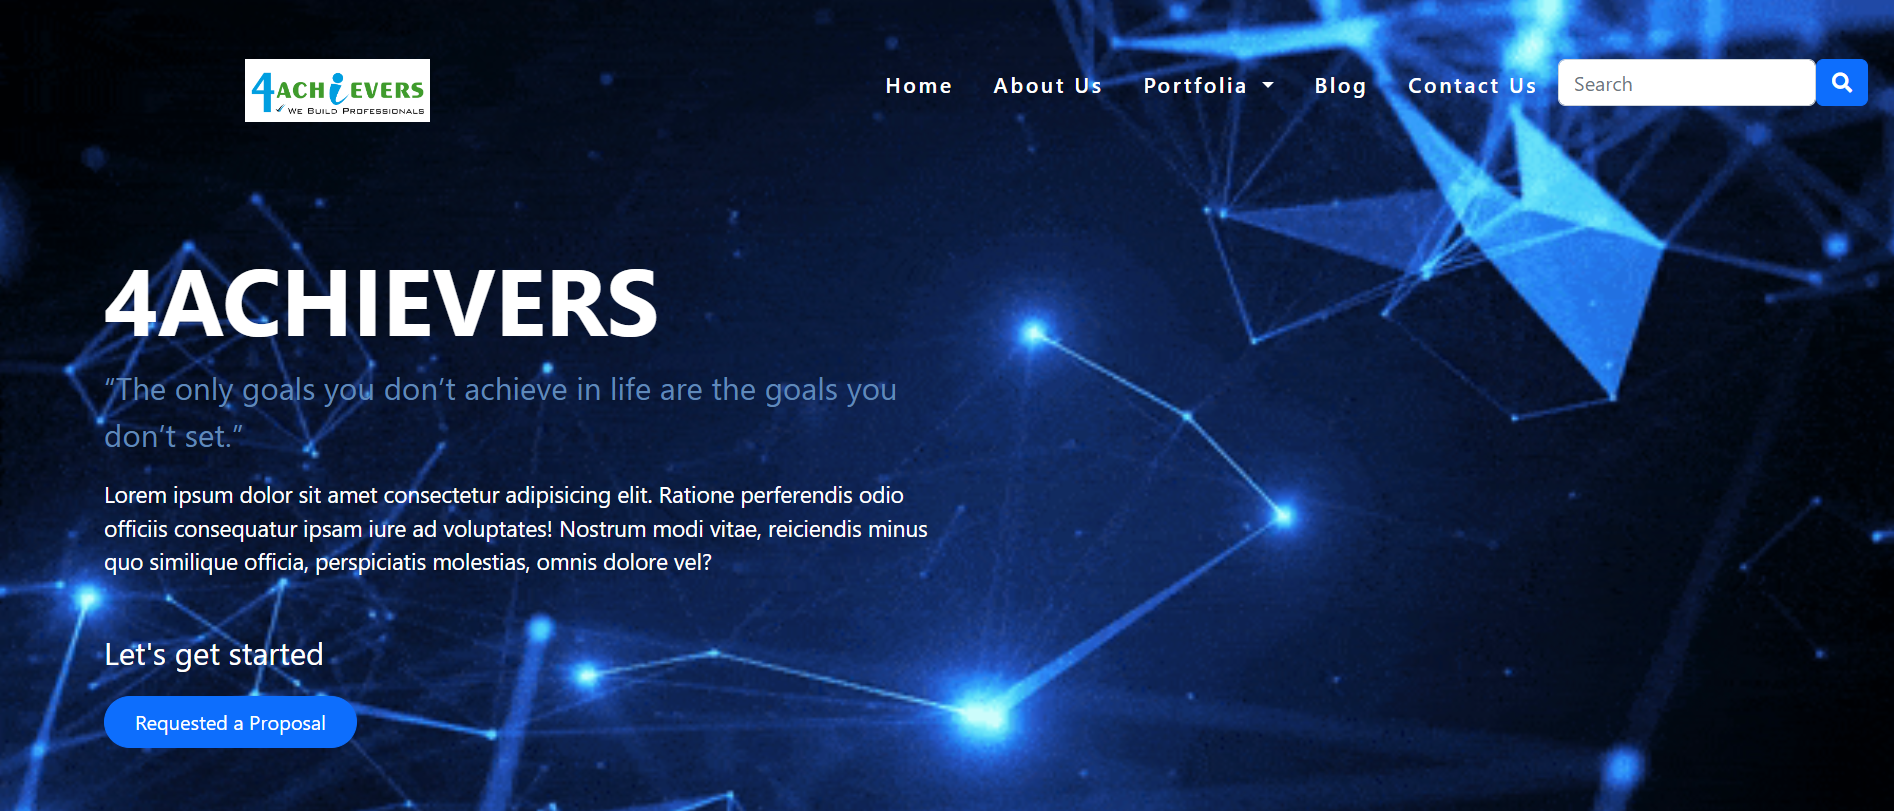 4ACHiEVERS
We Build Professionals
Home
About Us
Portfolia
Blog
Contact Us
Search
4ACHIEVERS
“The only goals you don’t achieve in life are the goals you
don’t set.”
Lorem ipsum dolor sit amet consectetur adipisicing elit. Ratione perferendis odio
officiis consequatur ipsam iure ad voluptates! Nostrum modi vitae, reiciendis minus
quo similique officia, perspiciatis molestias, omnis dolore vel?
Let's get started
Requested a Proposal